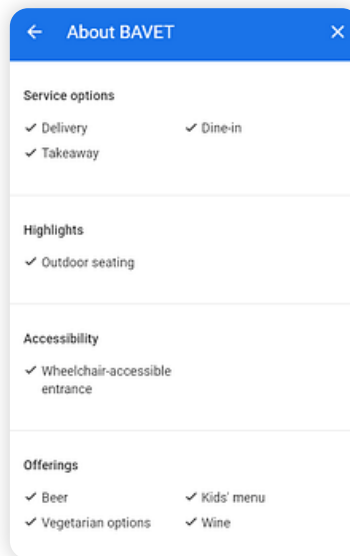 About BAVET
Service options
Delivery
Dine-in
Takeaway
Highlights
Outdoor seating
Accessibility
Wheelchair-accessible
entrance
Offerings
Beer
Kids' menu
Vegetarian options
Wine